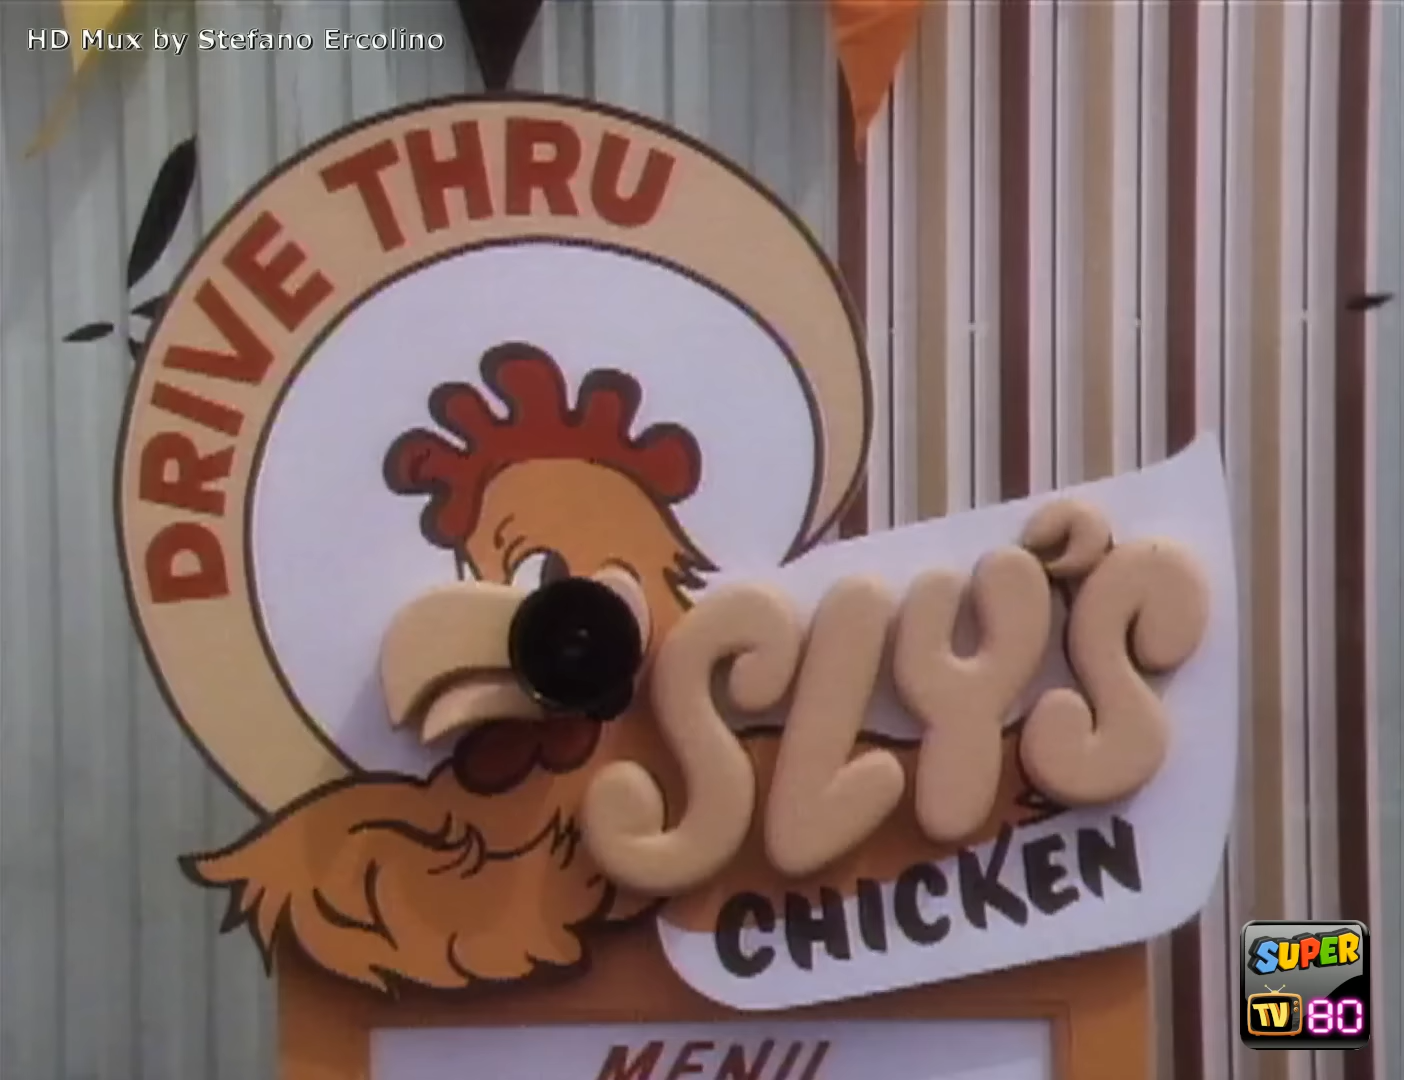 HD Mux by Stefano Ercolino
DRIVE THRU
SLY'S
CHICKEN
MENU
SUPER
TV 80